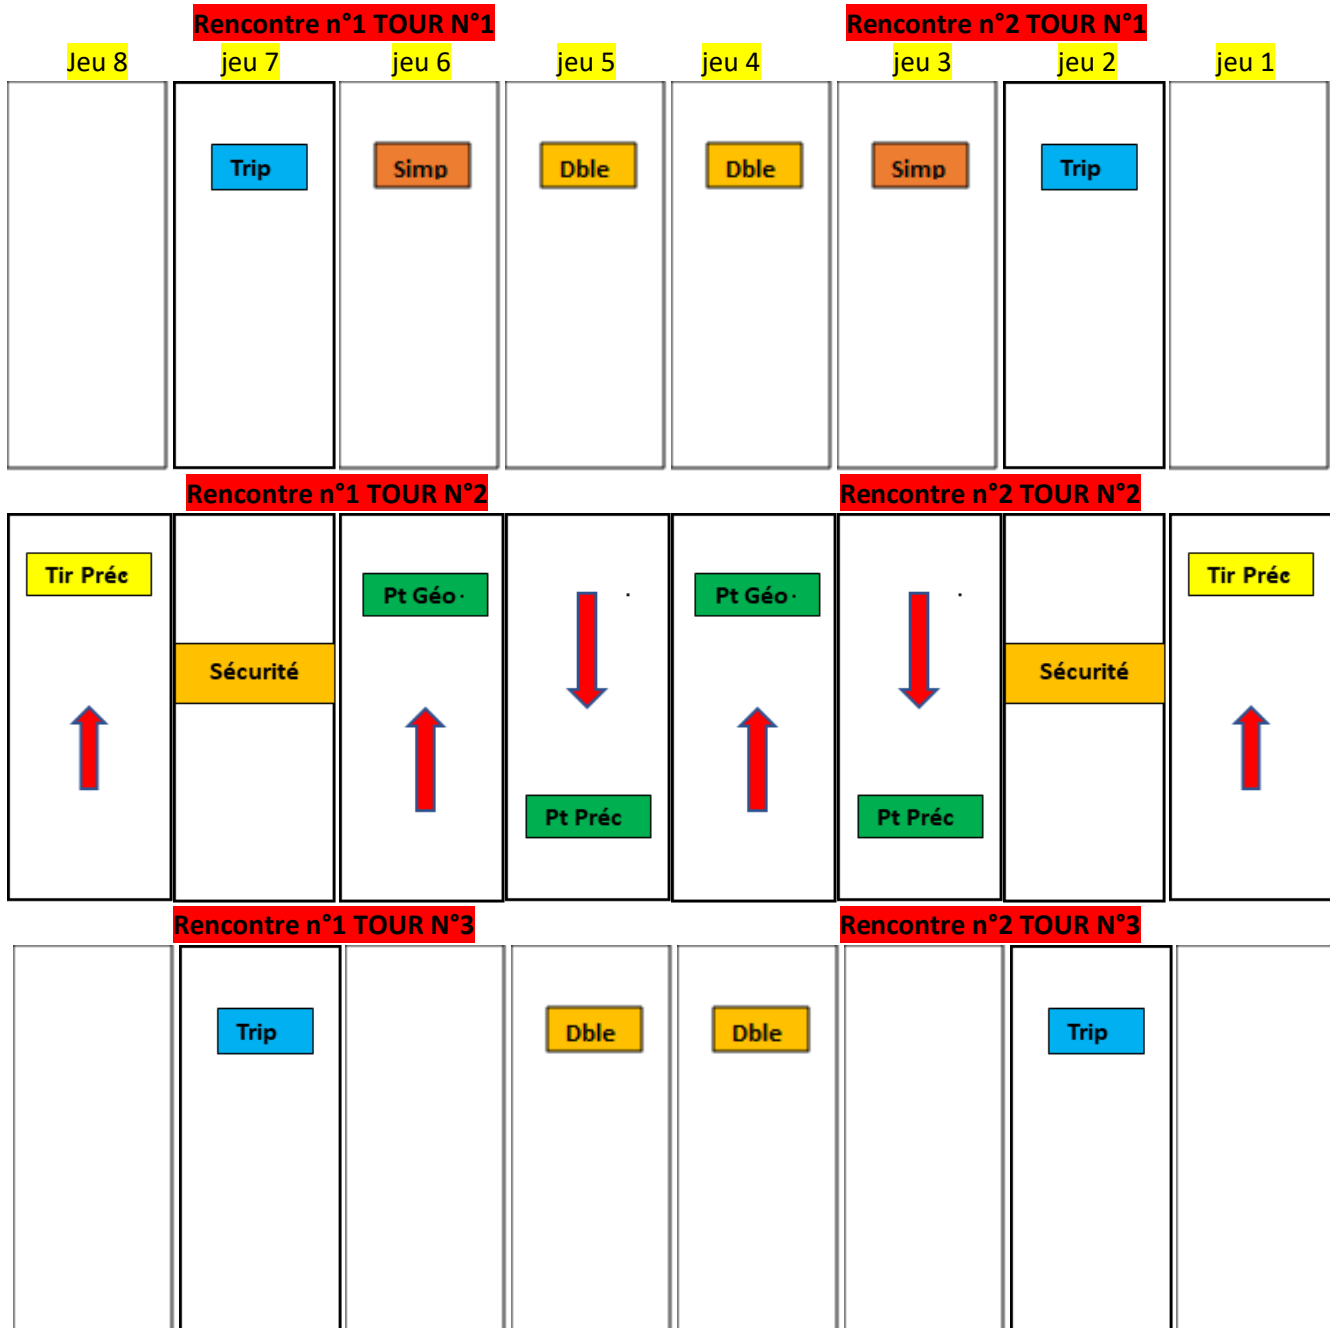 Rencontre n°1 TOUR N°1 Rencontre n°2 TOUR N°1
Jeu 8 jeu 7 jeu 6 jeu 5 jeu 4 jeu 3 jeu 2 jeu 1
Trip Simp Dble Dble Simp Trip
Rencontre n°1 TOUR N°2 Rencontre n°2 TOUR N°2
Tir Préc Pt Géo Pt Géo Tir Préc
Sécurité Sécurité
Pt Préc Pt Préc
Rencontre n°1 TOUR N°3 Rencontre n°2 TOUR N°3
Trip Dble Dble Trip